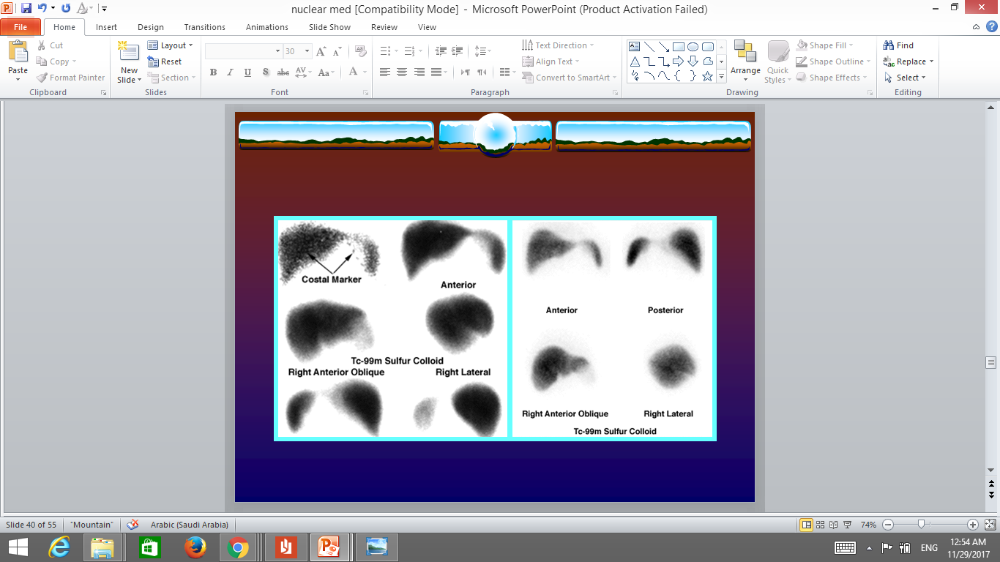 nuclear med [Compatibility Mode] - Microsoft PowerPoint (Product Activation Failed)
File Home Insert Design Transitions Animations Slide Show Review View
Paste
Cut
Copy
Format Painter
Clipboard
New
Slide
Layout
Reset
Section
Slides
30
B I U S abc AV Aa A
Font
Text Direction
Align Text
Convert to SmartArt
Paragraph
Arrange
Quick
Styles
Shape Fill
Shape Outline
Shape Effects
Drawing
Find
Replace
Select
Editing
Costal Marker
Anterior
Tc-99m Sulfur Colloid
Right Anterior Oblique Right Lateral
Anterior Posterior
Right Anterior Oblique Right Lateral
Tc-99m Sulfur Colloid
Slide 40 of 55 "Mountain" Arabic (Saudi Arabia) 74%
ENG
12:54 AM
11/29/2017